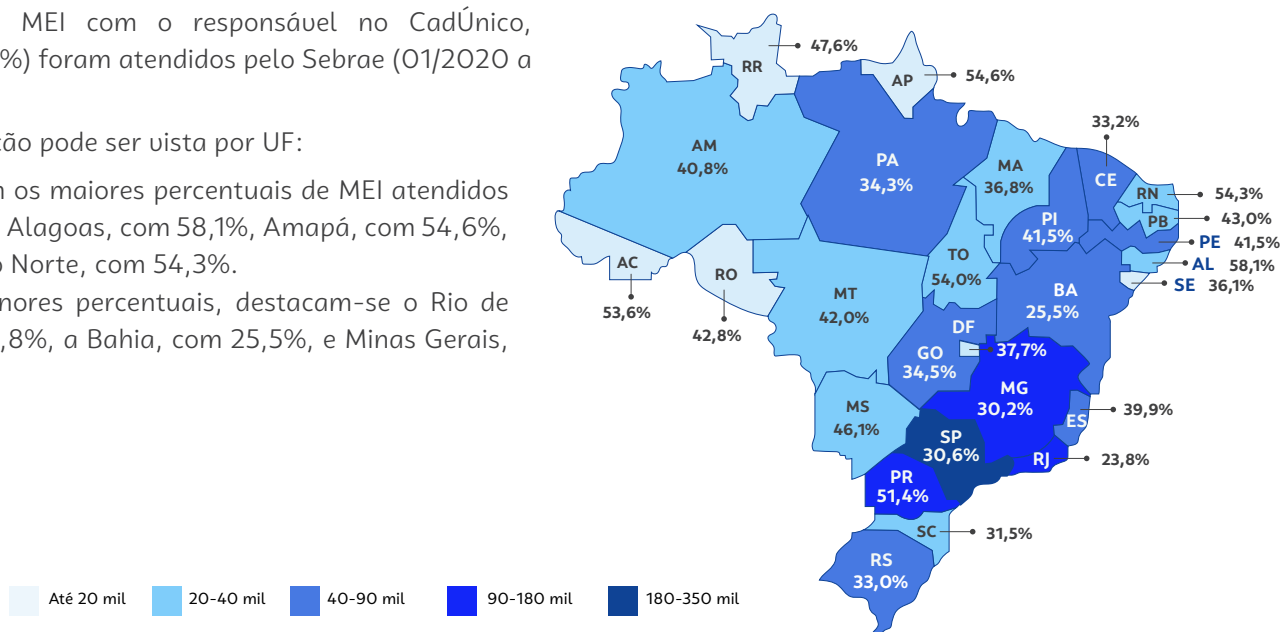 MEI com o responsável no CadÚnico,
%) foram atendidos pelo Sebrae (01/2020 a
ção pode ser vista por UF:
os maiores percentuais de MEI atendidos
Alagoas, com 58,1%, Amapá, com 54,6%,
Norte, com 54,3%.
nores percentuais, destacam-se o Rio de
,8%, a Bahia, com 25,5%, e Minas Gerais,
RR
47,6%
AP
54,6%
AM
40,8%
PA
34,3%
MA
36,8%
33,2%
CE
RN
54,3%
PI
41,5%
PB
43,0%
PE 41,5%
AL 58,1%
SE 36,1%
AC
53,6%
RO
42,8%
TO
54,0%
MT
42,0%
BA
25,5%
DF
37,7%
GO
34,5%
MG
30,2%
MS
46,1%
ES
39,9%
SP
30,6%
RJ
23,8%
PR
51,4%
SC
31,5%
RS
33,0%
Até 20 mil
20-40 mil
40-90 mil
90-180 mil
180-350 mil